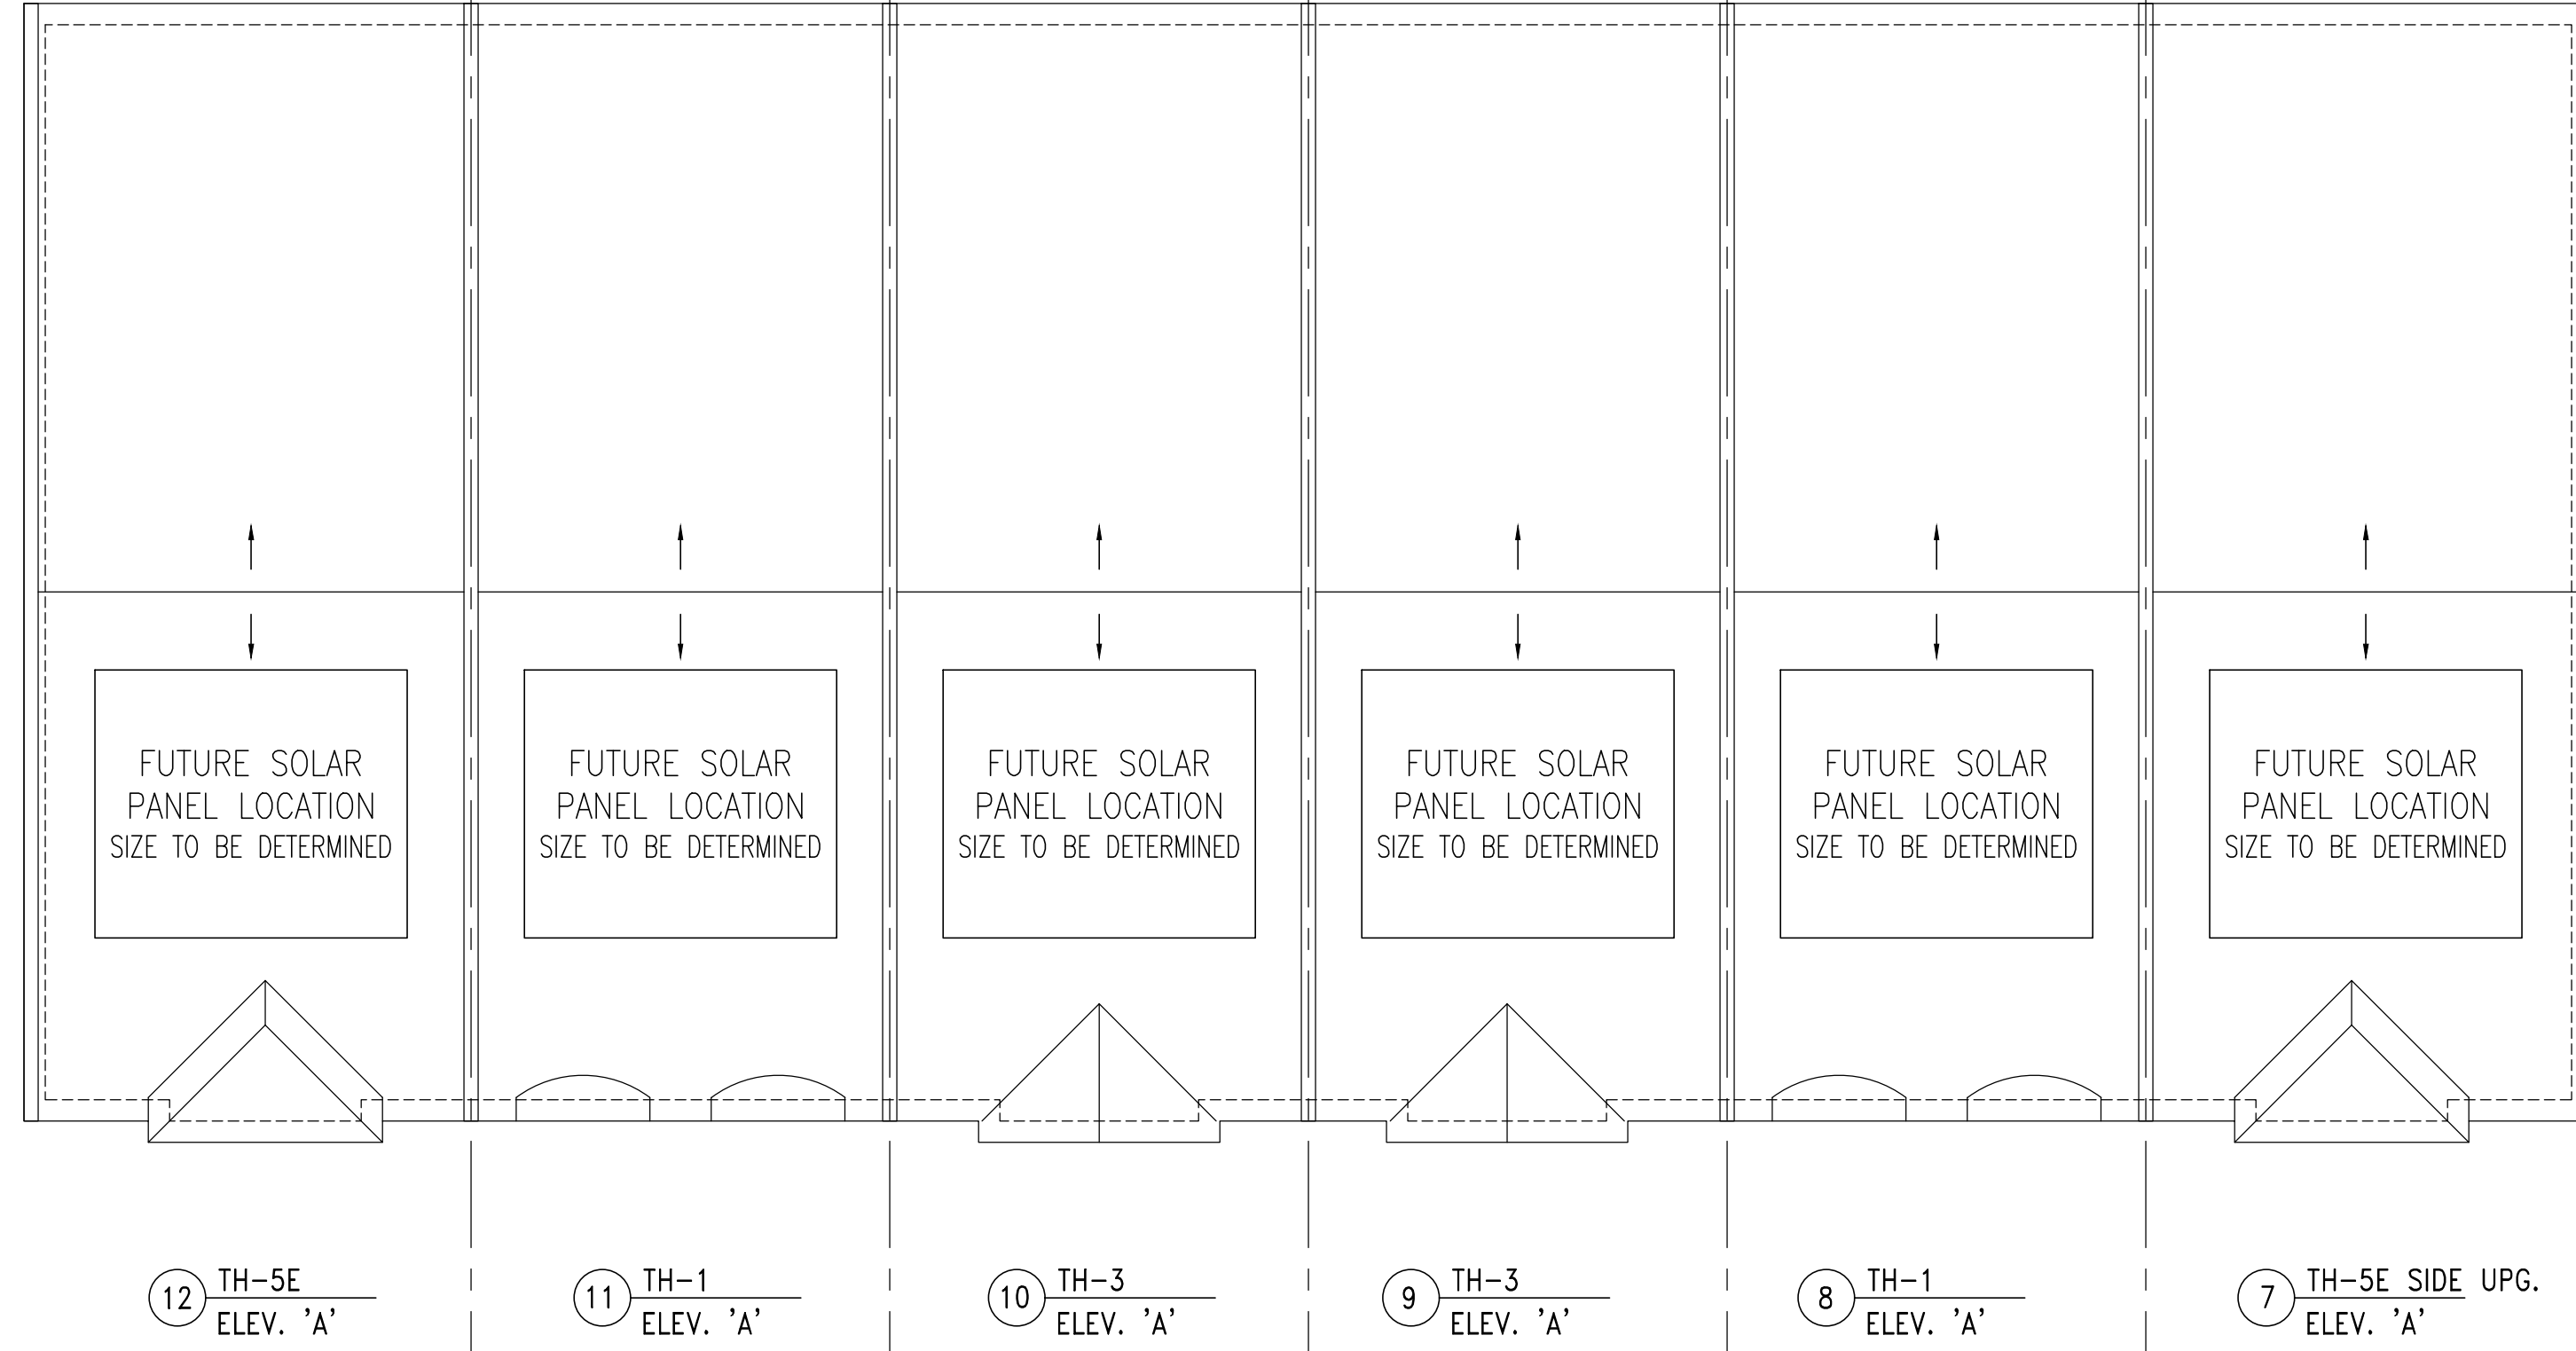 FUTURE SOLAR
PANEL LOCATION
SIZE TO BE DETERMINED
FUTURE SOLAR
PANEL LOCATION
SIZE TO BE DETERMINED
FUTURE SOLAR
PANEL LOCATION
SIZE TO BE DETERMINED
FUTURE SOLAR
PANEL LOCATION
SIZE TO BE DETERMINED
FUTURE SOLAR
PANEL LOCATION
SIZE TO BE DETERMINED
FUTURE SOLAR
PANEL LOCATION
SIZE TO BE DETERMINED
12 TH-5E
ELEV. 'A'
11 TH-1
ELEV. 'A'
10 TH-3
ELEV. 'A'
9 TH-3
ELEV. 'A'
8 TH-1
ELEV. 'A'
7 TH-5E SIDE UPG.
ELEV. 'A'